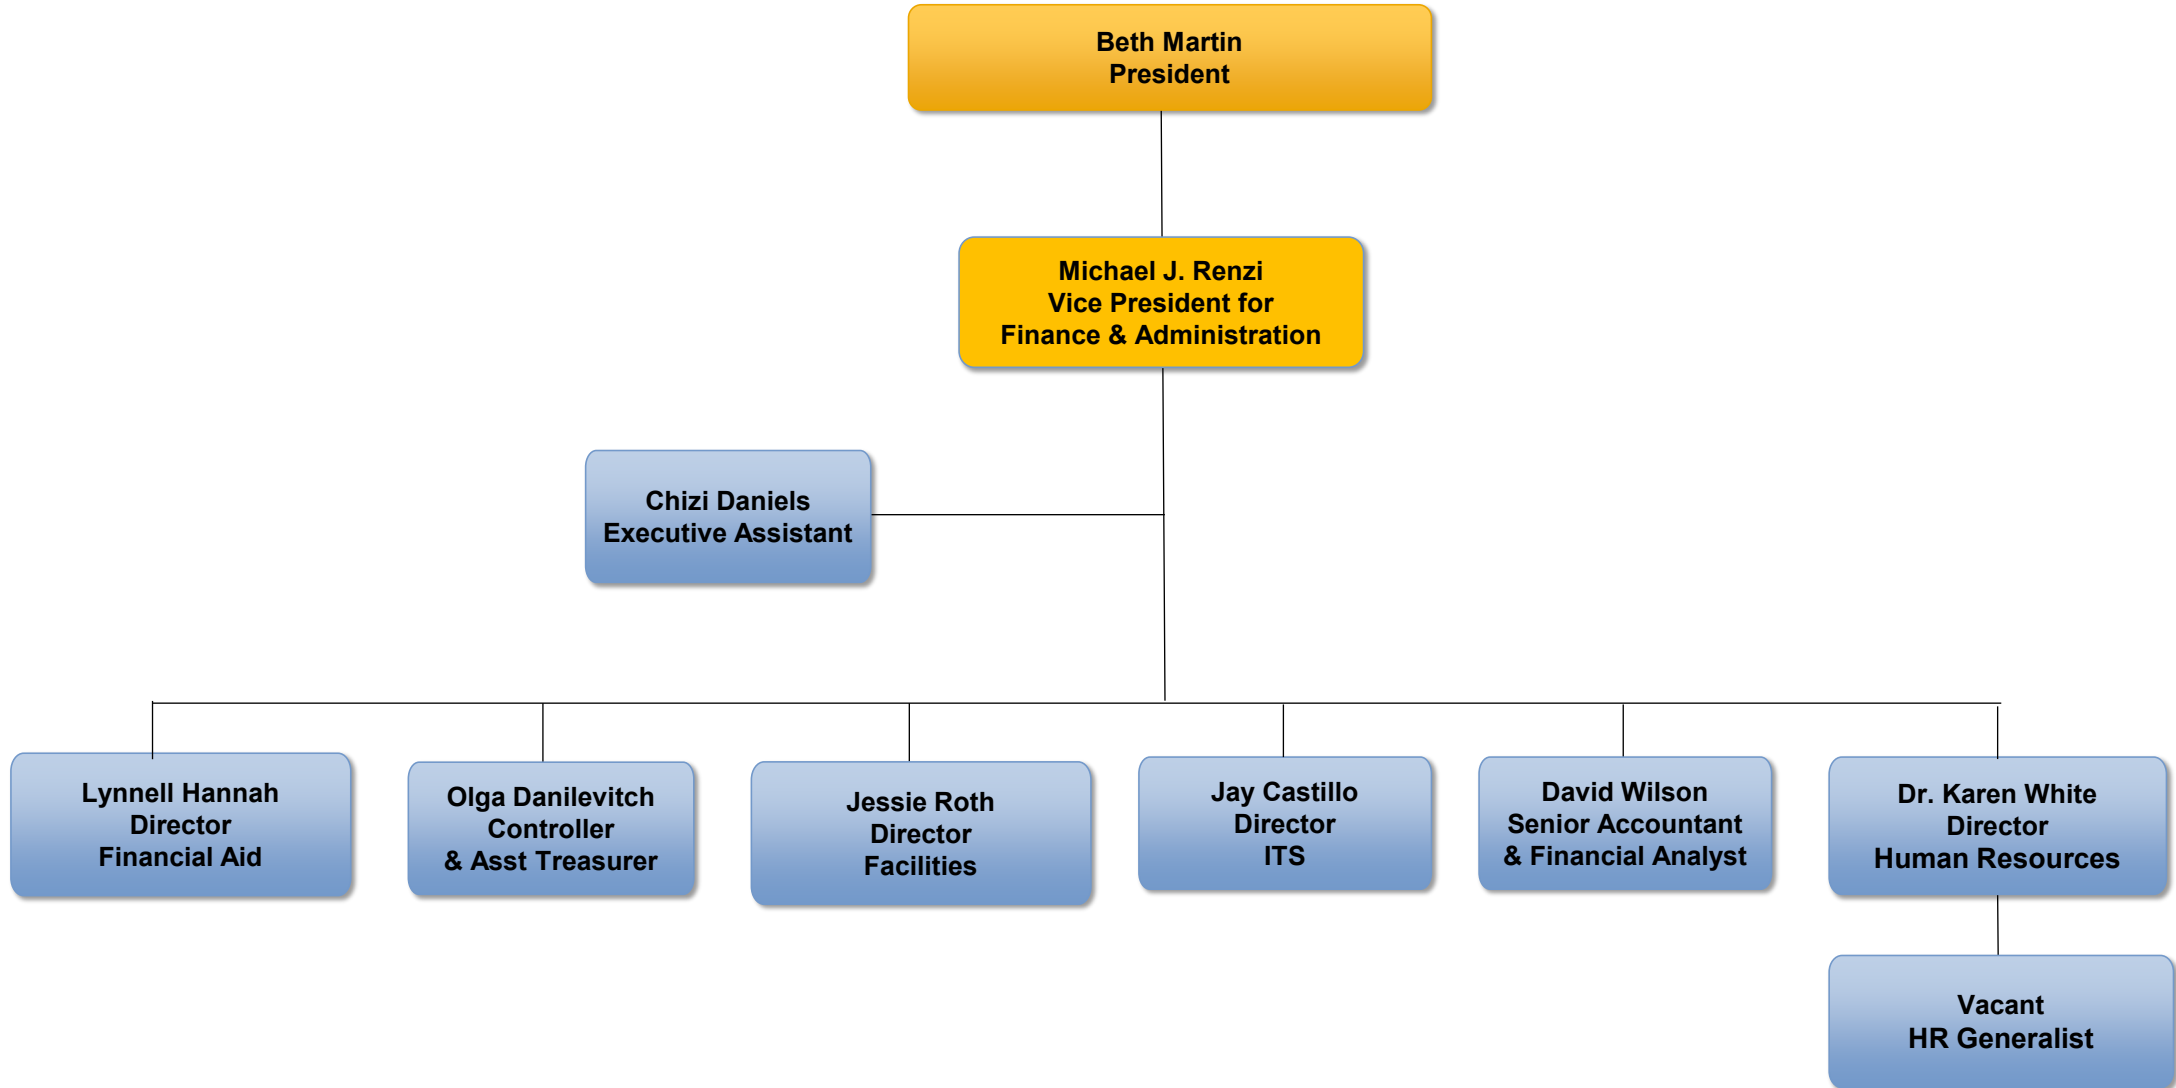 Beth Martin
President
Michael J. Renzi
Vice President for
Finance & Administration
Chizi Daniels
Executive Assistant
Lynnell Hannah
Director
Financial Aid
Olga Danilevitch
Controller
& Asst Treasurer
Jessie Roth
Director
Facilities
Jay Castillo
Director
ITS
David Wilson
Senior Accountant
& Financial Analyst
Dr. Karen White
Director
Human Resources
Vacant
HR Generalist